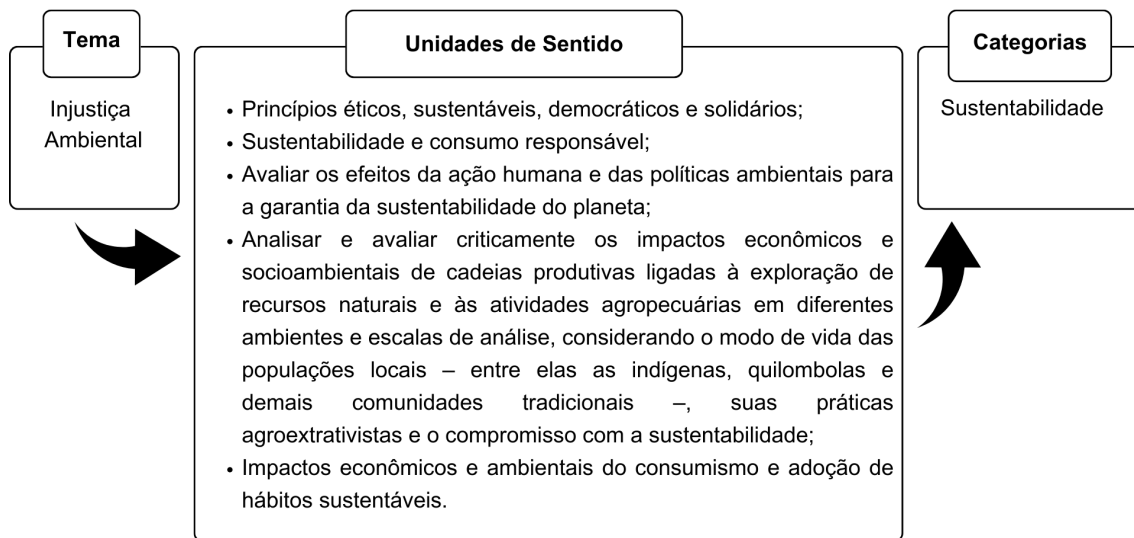 Tema
Injustiça
Ambiental
Unidades de Sentido
• Princípios éticos, sustentáveis, democráticos e solidários;
• Sustentabilidade e consumo responsável;
• Avaliar os efeitos da ação humana e das políticas ambientais para
a garantia da sustentabilidade do planeta;
• Analisar e avaliar criticamente os impactos econômicos e
socioambientais de cadeias produtivas ligadas à exploração de
recursos naturais e às atividades agropecuárias em diferentes
ambientes e escalas de análise, considerando o modo de vida das
populações locais – entre elas as indígenas, quilombolas e
demais comunidades tradicionais –, suas práticas
agroextrativistas e o compromisso com a sustentabilidade;
• Impactos econômicos e ambientais do consumismo e adoção de
hábitos sustentáveis.
Categorias
Sustentabilidade